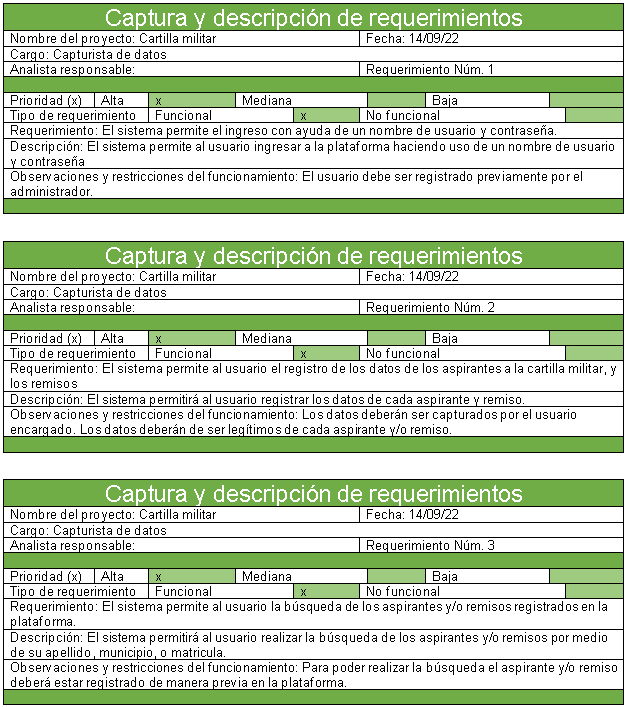 Captura y descripción de requerimientos
Nombre del proyecto: Cartilla militar Fecha: 14/09/22
Cargo: Capturista de datos
Analista responsable: Requerimiento Núm. 1
Prioridad (x) Alta x Mediana Baja
Tipo de requerimiento Funcional x No funcional
Requerimiento: El sistema permite el ingreso con ayuda de un nombre de usuario y contraseña.
Descripción: El sistema permite al usuario ingresar a la plataforma haciendo uso de un nombre de usuario
y contraseña
Observaciones y restricciones del funcionamiento: El usuario debe ser registrado previamente por el
administrador.
Captura y descripción de requerimientos
Nombre del proyecto: Cartilla militar Fecha: 14/09/22
Cargo: Capturista de datos
Analista responsable: Requerimiento Núm. 2
Prioridad (x) Alta x Mediana Baja
Tipo de requerimiento Funcional x No funcional
Requerimiento: El sistema permite al usuario el registro de los datos de los aspirantes a la cartilla militar, y
los remisos
Descripción: El sistema permitirá al usuario registrar los datos de cada aspirante y remiso.
Observaciones y restricciones del funcionamiento: Los datos deberán ser capturados por el usuario
encargado. Los datos deberán de ser legítimos de cada aspirante y/o remiso.
Captura y descripción de requerimientos
Nombre del proyecto: Cartilla militar Fecha: 14/09/22
Cargo: Capturista de datos
Analista responsable: Requerimiento Núm. 3
Prioridad (x) Alta x Mediana Baja
Tipo de requerimiento Funcional x No funcional
Requerimiento: El sistema permite al usuario la búsqueda de los aspirantes y/o remisos registrados en la
plataforma.
Descripción: El sistema permitirá al usuario realizar la búsqueda de los aspirantes y/o remisos por medio
de su apellido, municipio, o matricula.
Observaciones y restricciones del funcionamiento: Para poder realizar la búsqueda el aspirante y/o remiso
deberá estar registrado de manera previa en la plataforma.